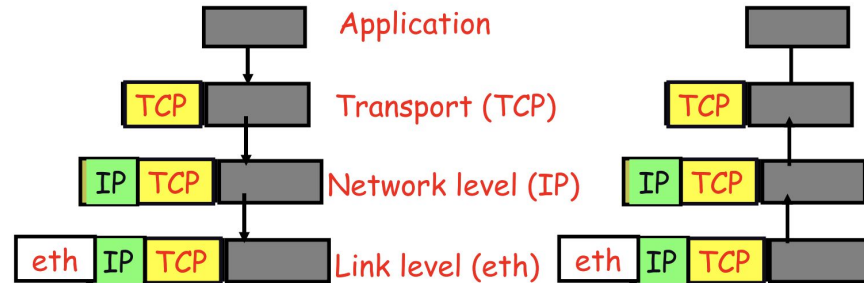 Application
TCP Transport (TCP) TCP
IP TCP Network level (IP) IP TCP
eth IP TCP Link level (eth) eth IP TCP